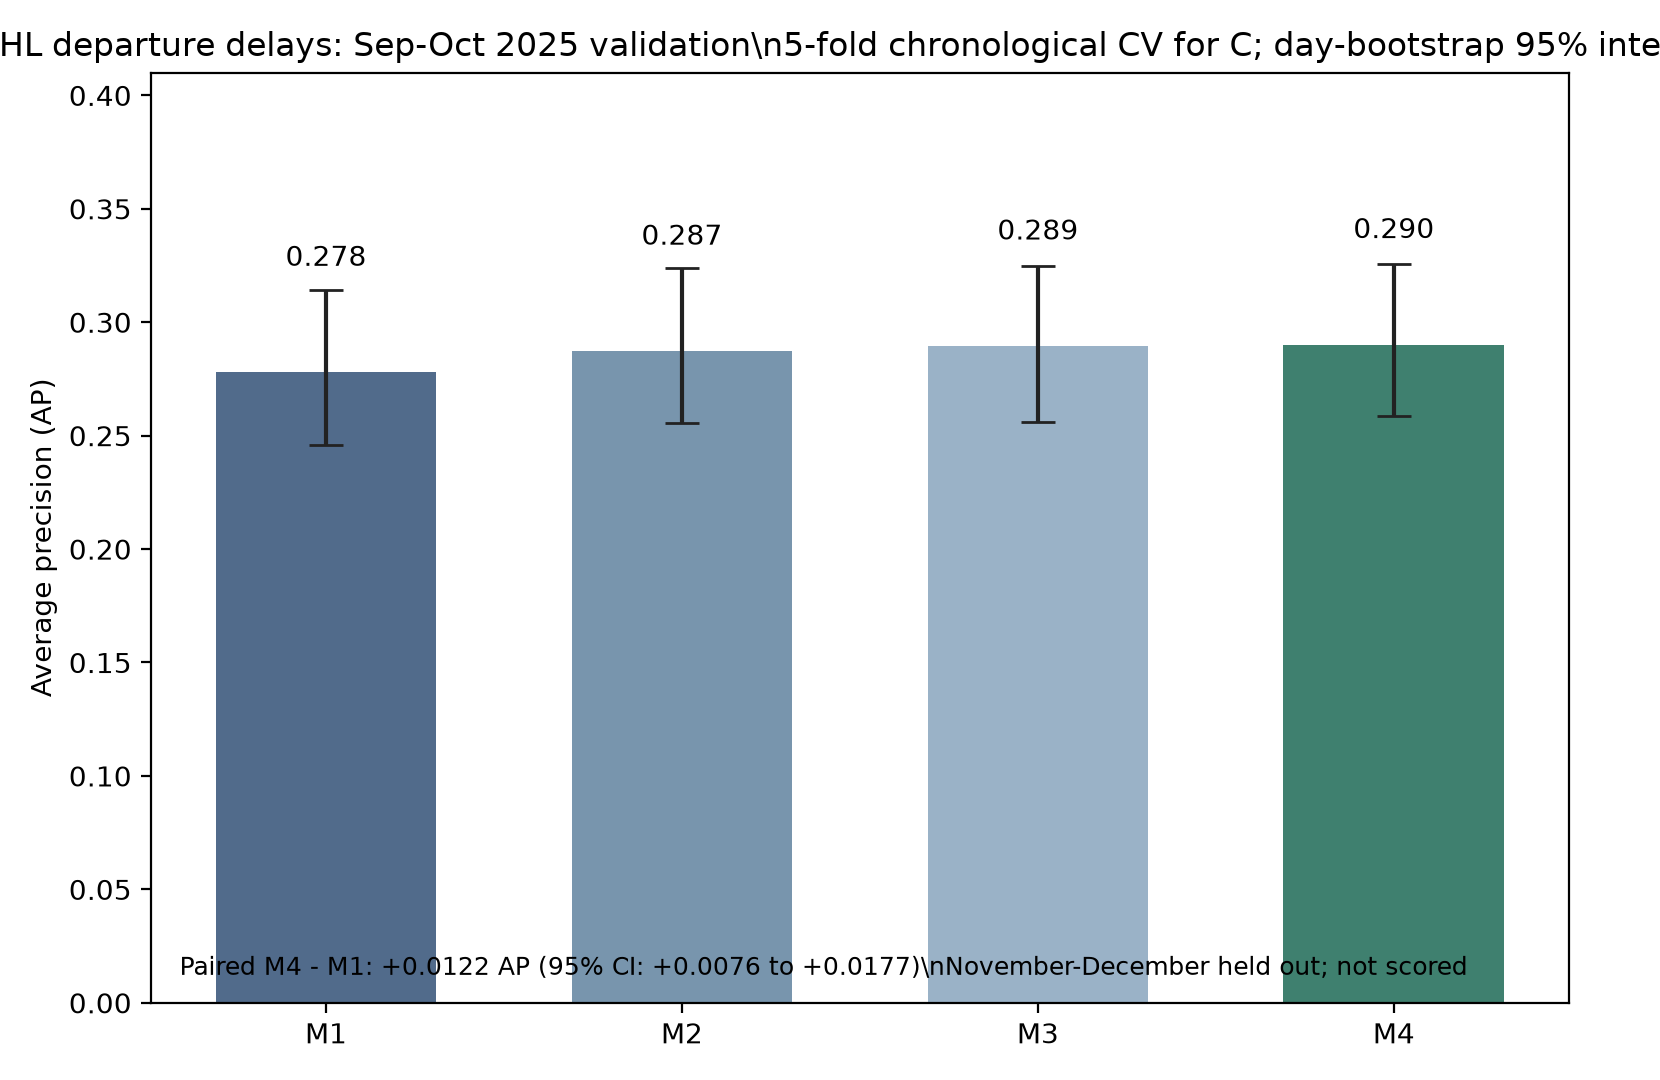 HL departure delays: Sep-Oct 2025 validation\n5-fold chronological CV for C; day-bootstrap 95% inte
0.40
0.35
0.30
0.25
0.20
0.15
0.10
0.05
0.00
Average precision (AP)
0.278
0.287
0.289
0.290
Paired M4 - M1: +0.0122 AP (95% CI: +0.0076 to +0.0177)\nNovember-December held out; not scored
M1
M2
M3
M4